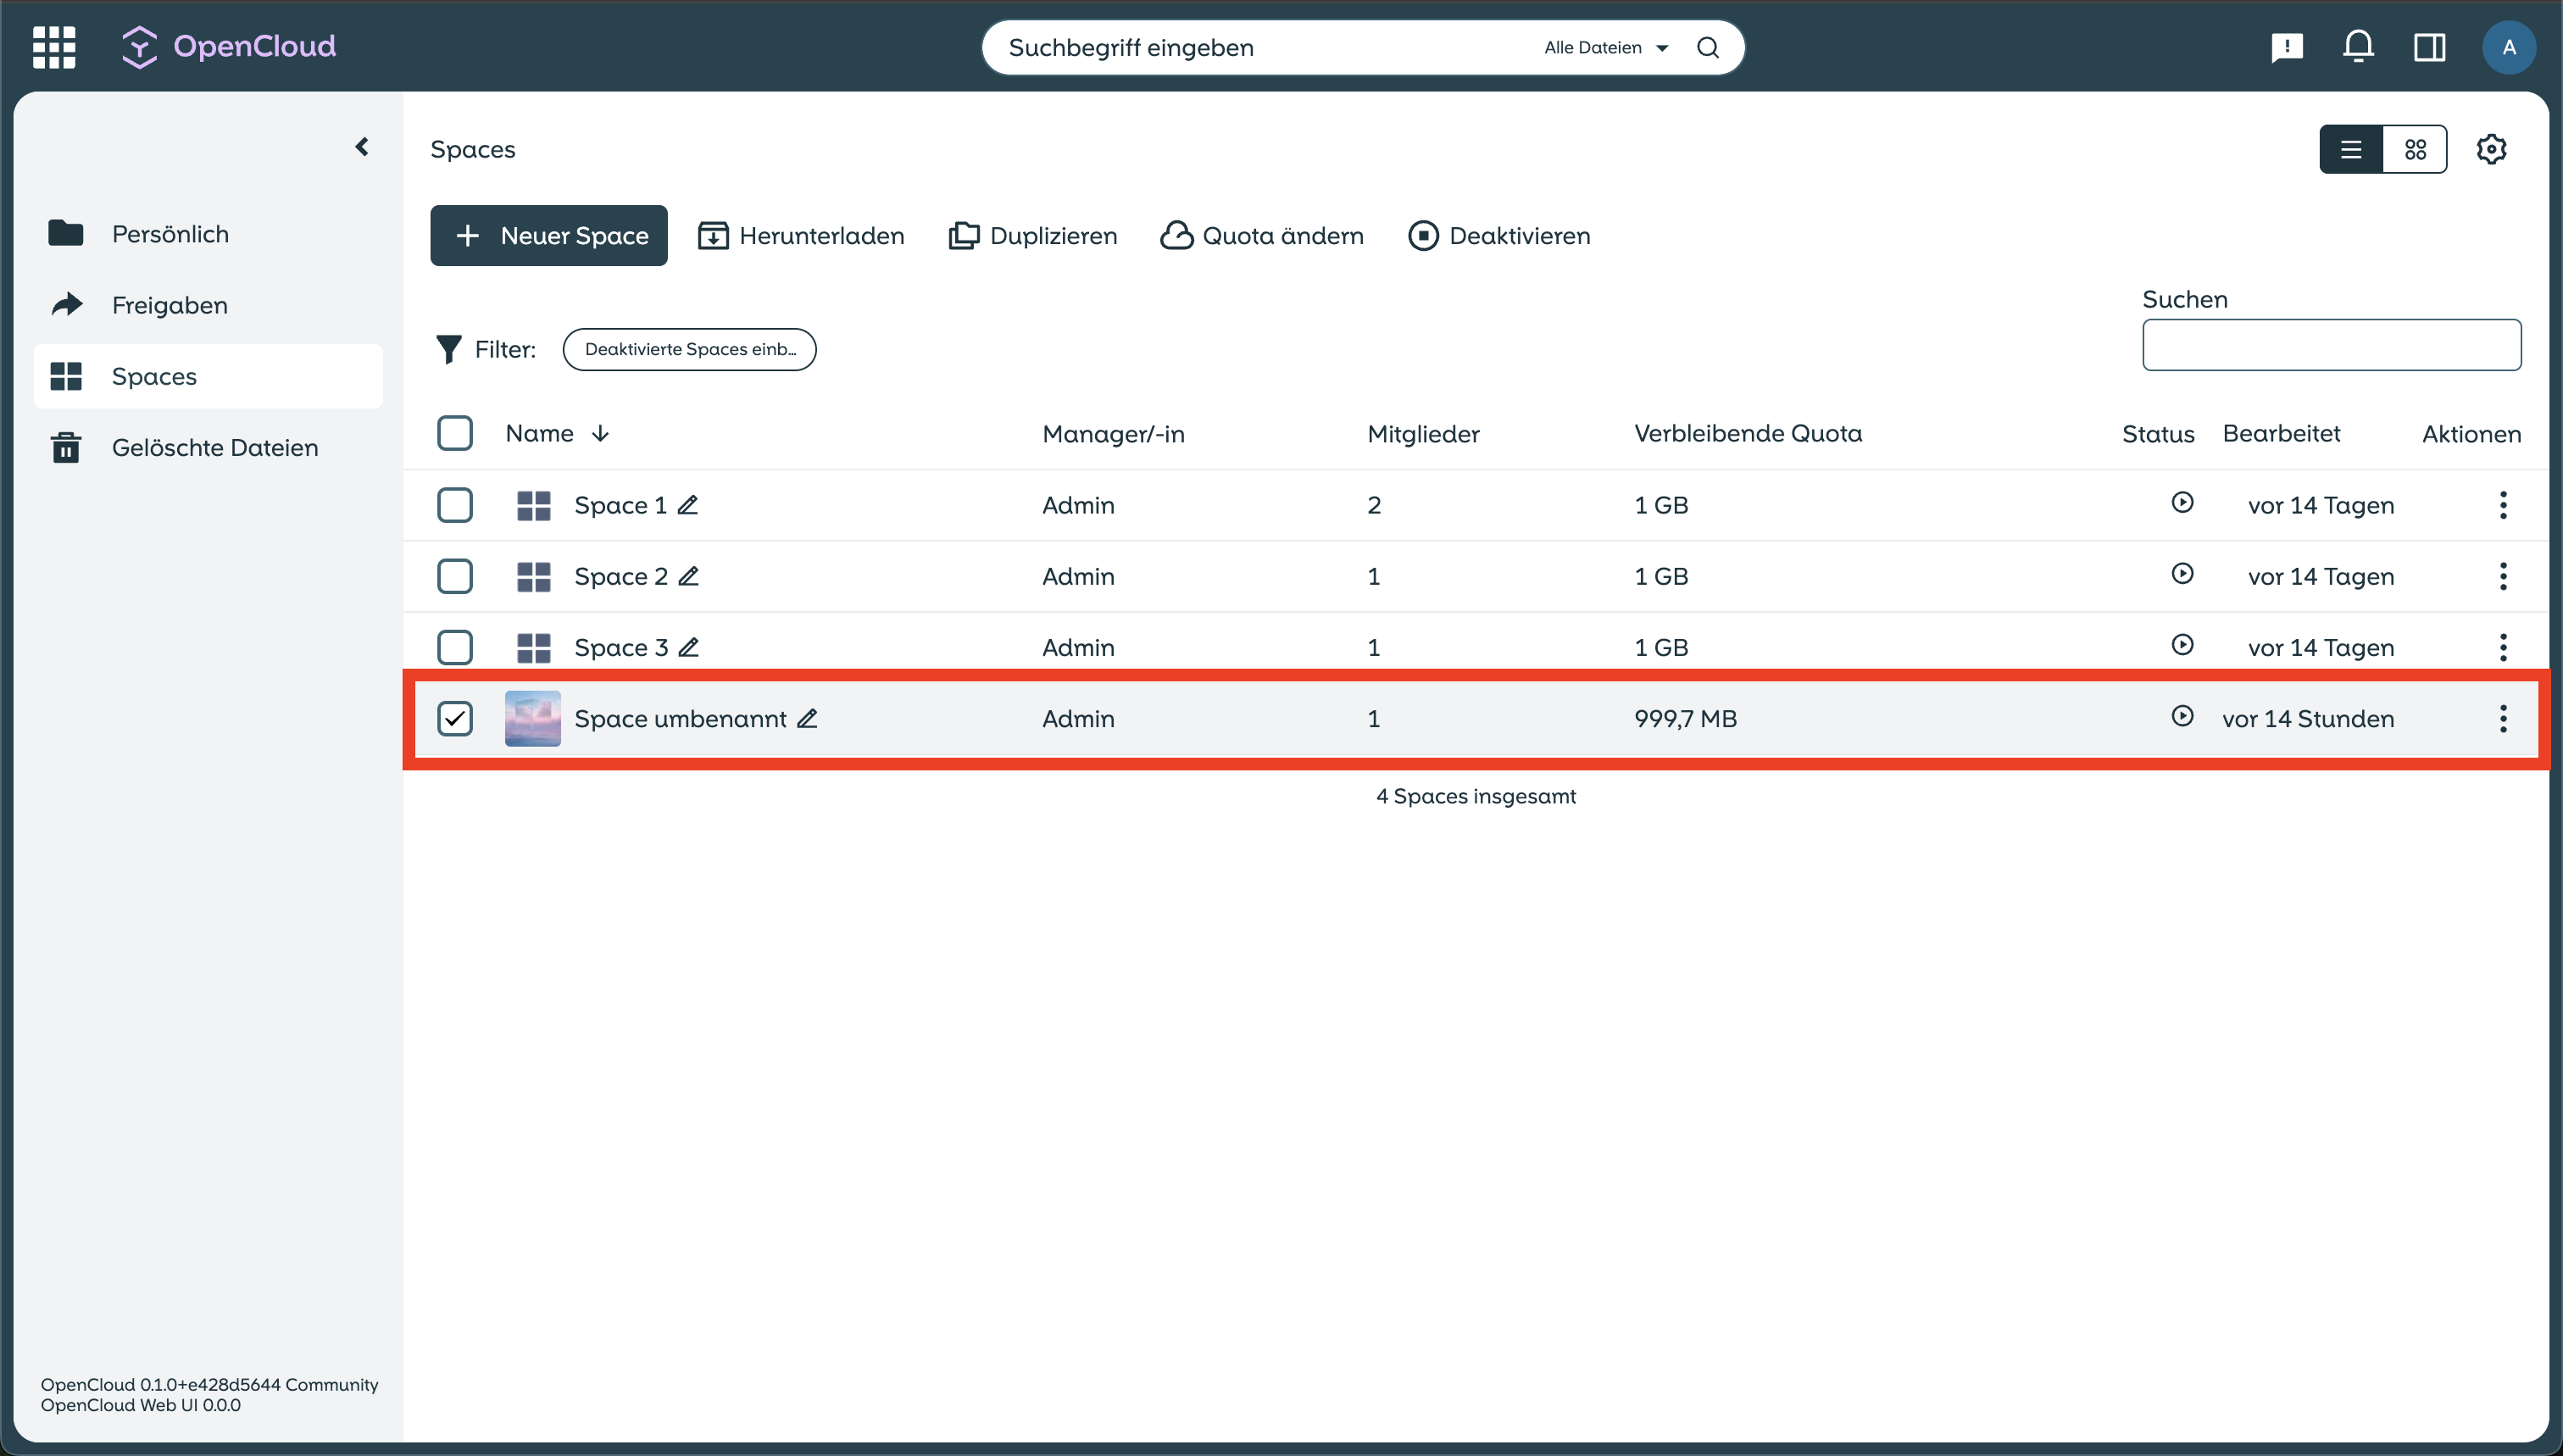 OpenCloud
Suchbegriff eingeben
Alle Dateien
A
Persönlich
Freigaben
Spaces
Gelöschte Dateien
OpenCloud 0.1.0+e428d5644 Community
OpenCloud Web UI 0.0.0
Spaces
Neuer Space Herunterladen Duplizieren Quota ändern Deaktivieren
Filter: Deaktivierte Spaces einb...
Suchen
Name Manager/-in Mitglieder Verbleibende Quota Status Bearbeitet Aktionen
Space 1 Admin 2 1 GB vor 14 Tagen
Space 2 Admin 1 1 GB vor 14 Tagen
Space 3 Admin 1 1 GB vor 14 Tagen
Space umbenannt Admin 1 999,7 MB vor 14 Stunden
4 Spaces insgesamt